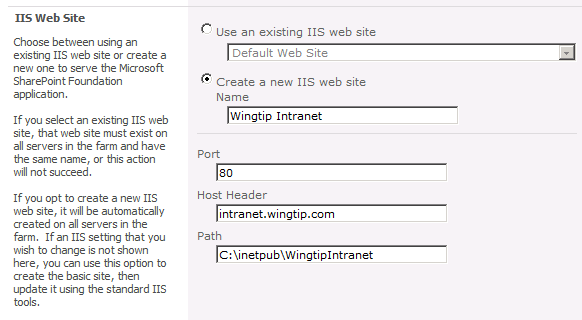 IIS Web Site
Choose between using an
existing IIS web site or create a
new one to serve the Microsoft
SharePoint Foundation
application.
If you select an existing IIS web
site, that web site must exist on
all servers in the farm and have
the same name, or this action
will not succeed.
If you opt to create a new IIS
web site, it will be automatically
created on all servers in the
farm.  If an IIS setting that you
wish to change is not shown
here, you can use this option to
create the basic site, then
update it using the standard IIS
tools.
Use an existing IIS web site
Default Web Site
Create a new IIS web site
Name
Wingtip Intranet
Port
80
Host Header
intranet.wingtip.com
Path
C:\inetpub\WingtipIntranet